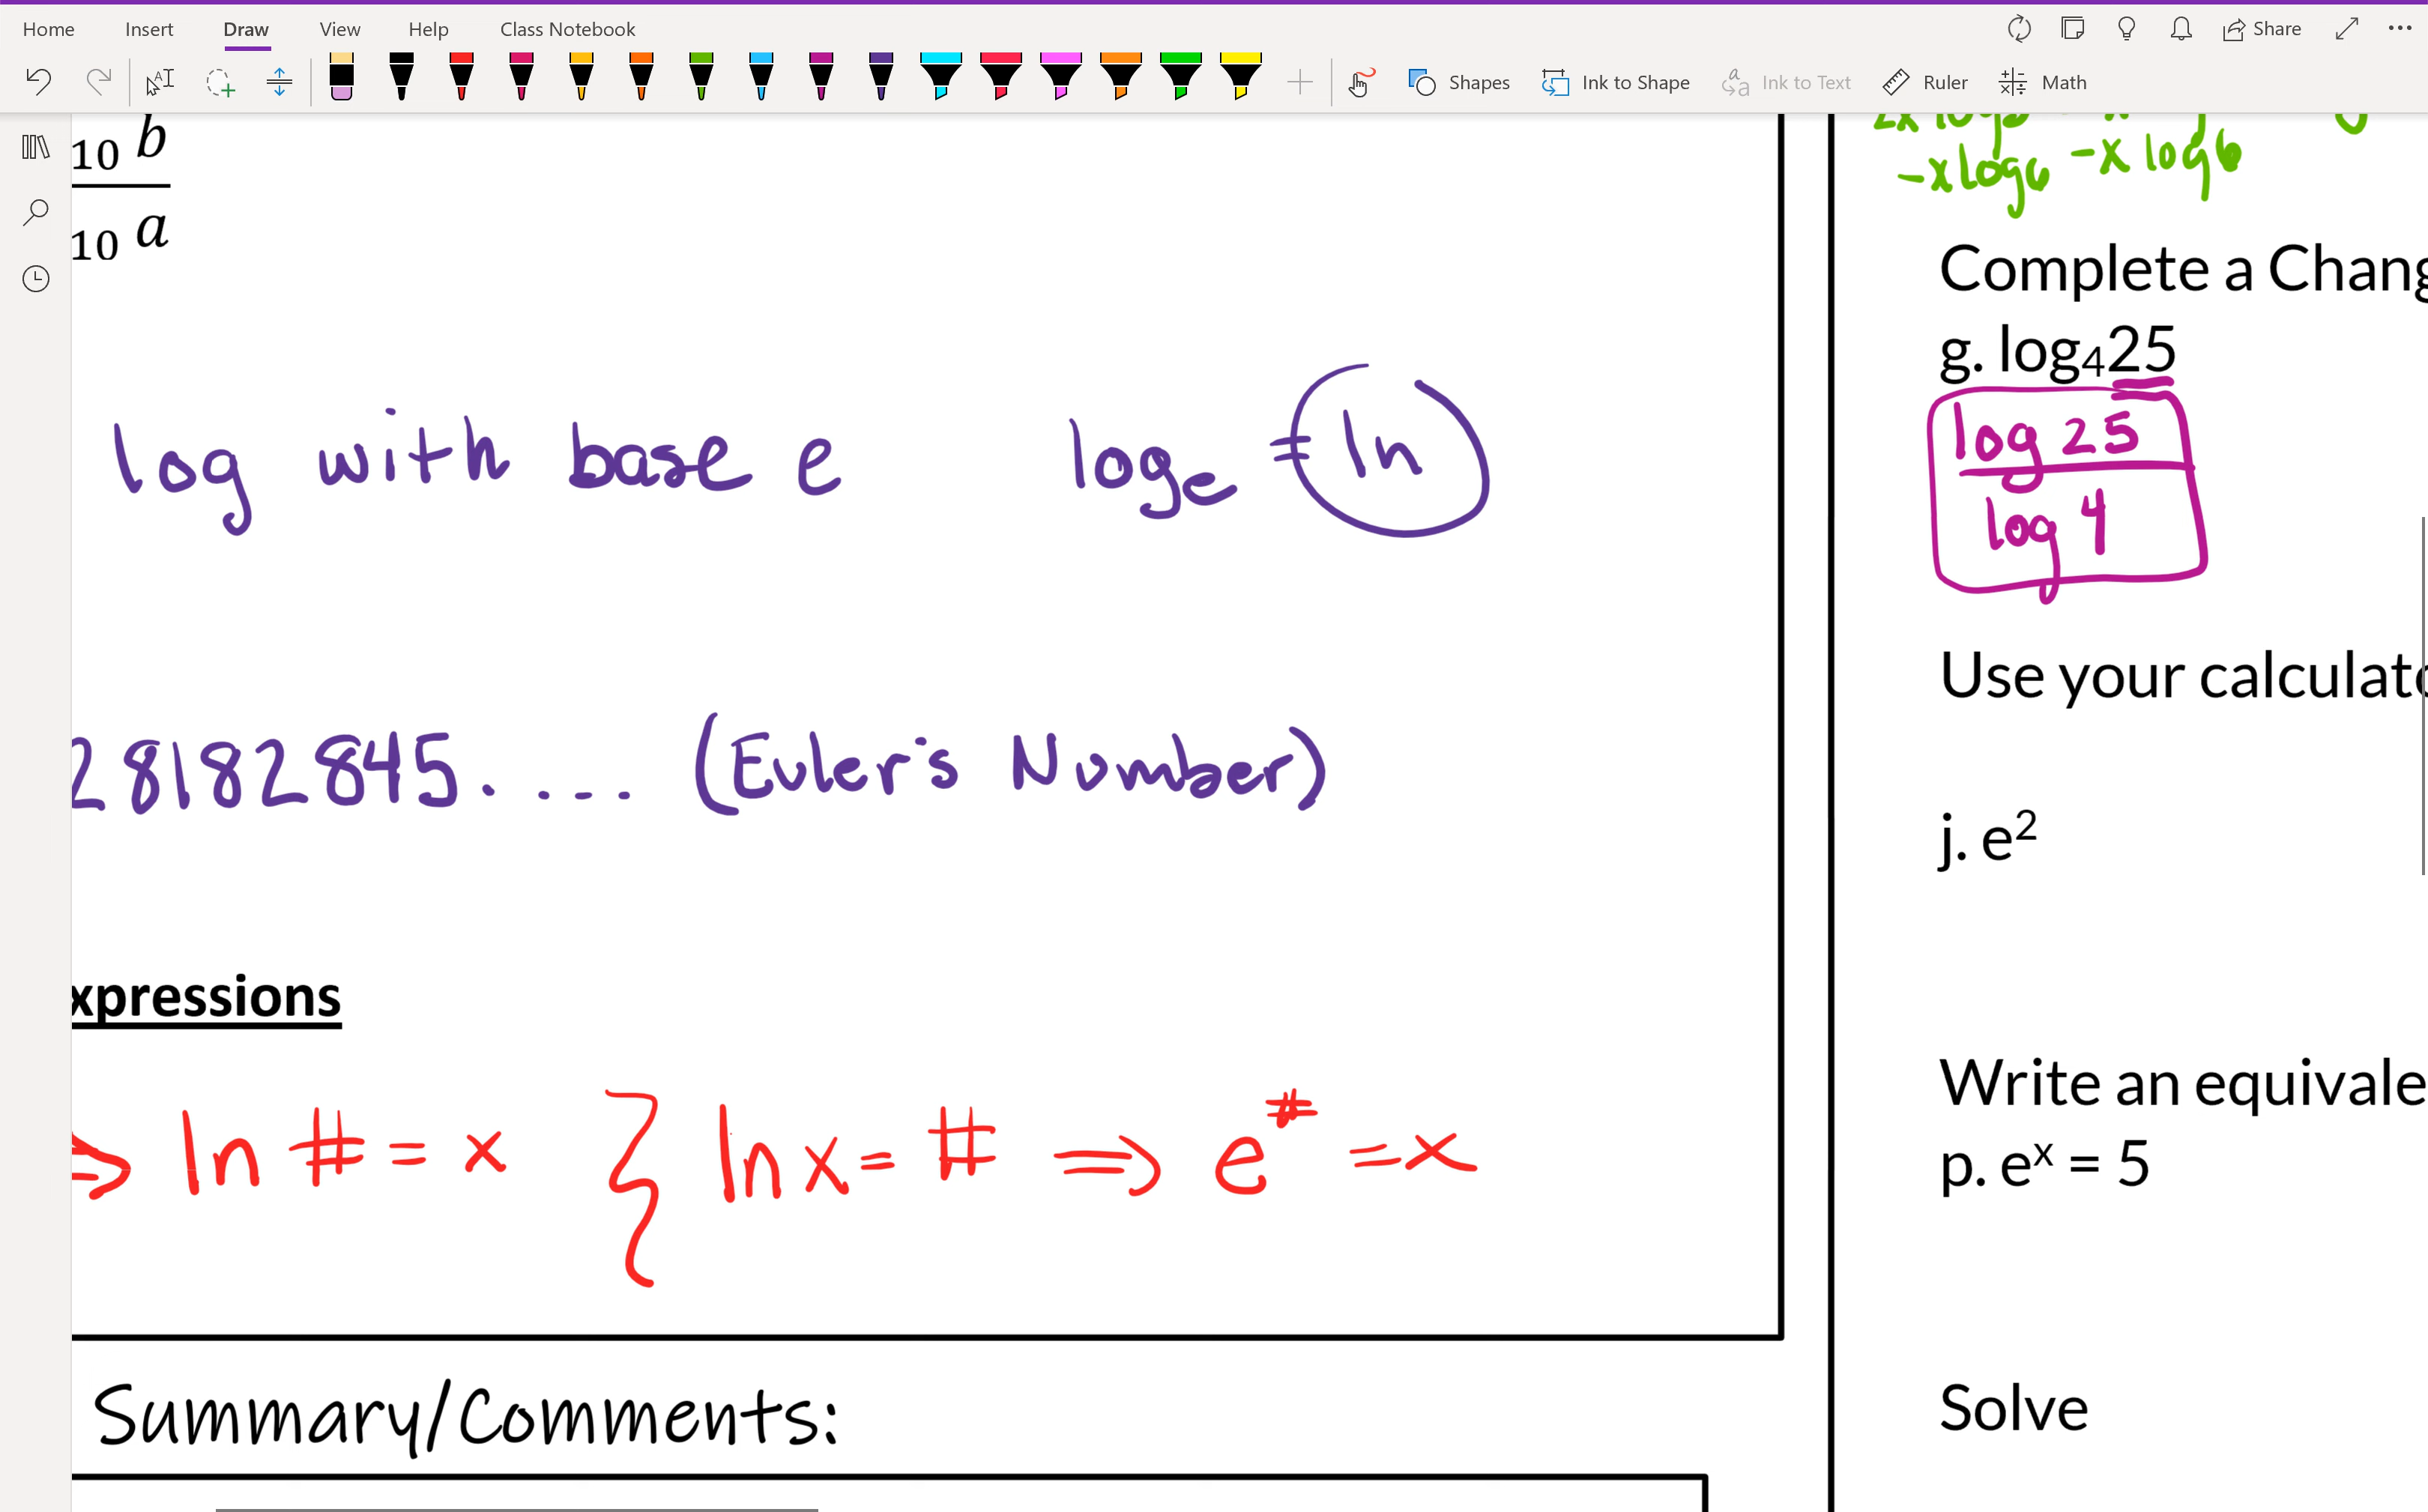 Home Insert Draw View Help Class Notebook Share
Shapes Ink to Shape Ink to Text Ruler Math
10 b
10 a
log with base e logₑ = ln
28182845. ... (Euler's Number)
xpressions
⇒ ln # = x { ln x = # ⇒ e^# = x
Summary/Comments:
-x log6 -x log6
Complete a Chang
g. log₄25
log 25
log 4
Use your calculat
j. e²
Write an equivale
p. eˣ = 5
Solve